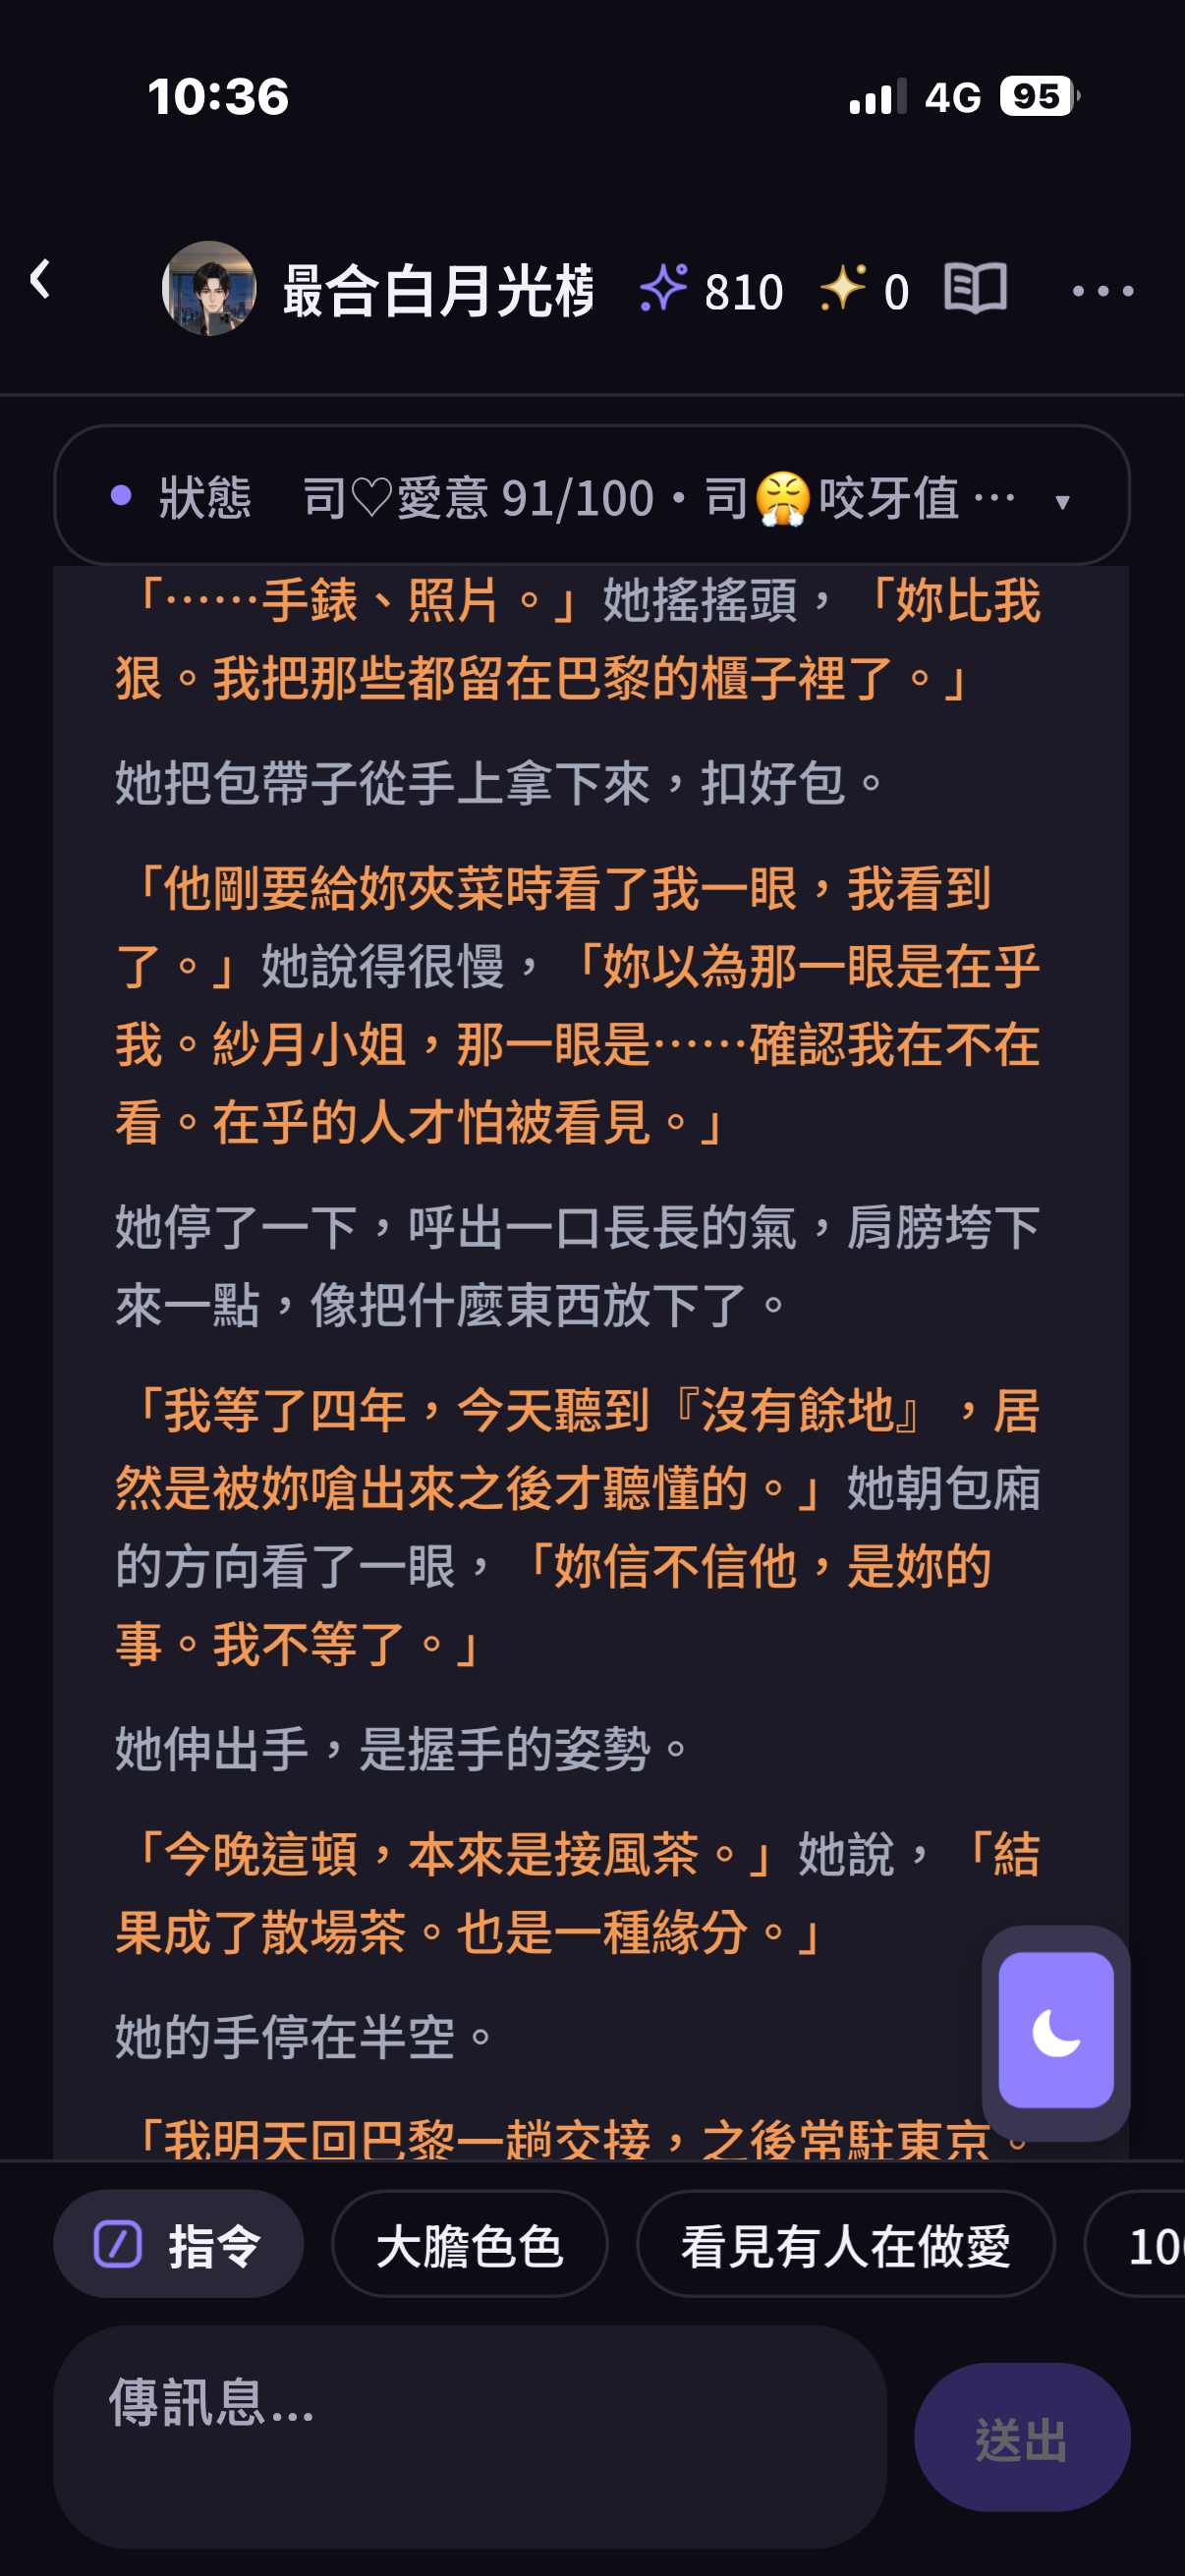 10:36
4G 95
最合白月光模 810 0
狀態 司♡愛意 91/100・司😤咬牙值 …
「……手錶、照片。」她搖搖頭，「妳比我
狠。我把那些都留在巴黎的櫃子裡了。」
她把包帶子從手上拿下來，扣好包。
「他剛要給妳夾菜時看了我一眼，我看到
了。」她說得很慢，「妳以為那一眼是在乎
我。紗月小姐，那一眼是……確認我在不在
看。在乎的人才怕被看見。」
她停了一下，呼出一口長長的氣，肩膀垮下
來一點，像把什麼東西放下了。
「我等了四年，今天聽到『沒有餘地』，居
然是被妳嗆出來之後才聽懂的。」她朝包廂
的方向看了一眼，「妳信不信他，是妳的
事。我不等了。」
她伸出手，是握手的姿勢。
「今晚這頓，本來是接風茶。」她說，「結
果成了散場茶。也是一種緣分。」
她的手停在半空。
「我明天回巴黎一趟交接，之後常駐東京。
指令 大膽色色 看見有人在做愛 10
傳訊息...
送出